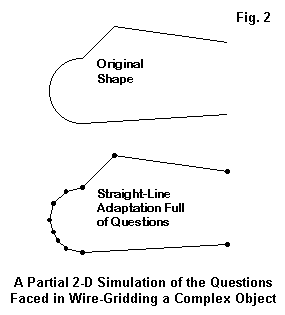 Fig. 2
Original
Shape
Straight-Line
Adaptation Full
of Questions
A Partial 2-D Simulation of the Questions
Faced in Wire-Gridding a Complex Object